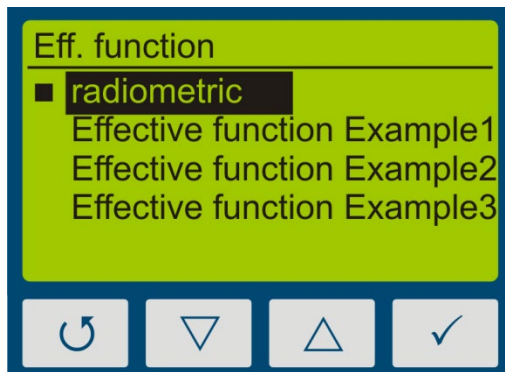 Eff. function
radiometric
Effective function Example1
Effective function Example2
Effective function Example3